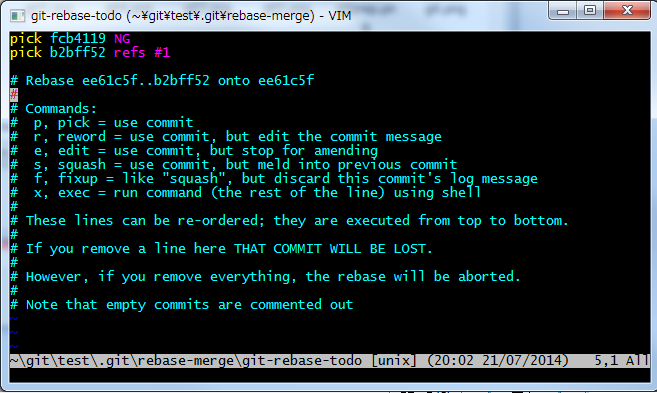 git-rebase-todo (~¥git¥test¥.git¥rebase-merge) - VIM
pick fcb4119 NG
pick b2bff52 refs #1
# Rebase ee61c5f..b2bff52 onto ee61c5f
#
# Commands:
#  p, pick = use commit
#  r, reword = use commit, but edit the commit message
#  e, edit = use commit, but stop for amending
#  s, squash = use commit, but meld into previous commit
#  f, fixup = like "squash", but discard this commit's log message
#  x, exec = run command (the rest of the line) using shell
#
# These lines can be re-ordered; they are executed from top to bottom.
#
# If you remove a line here THAT COMMIT WILL BE LOST.
#
# However, if you remove everything, the rebase will be aborted.
#
# Note that empty commits are commented out
~
~
~
~\git\test\.git\rebase-merge\git-rebase-todo [unix] (20:02 21/07/2014)   5,1 All